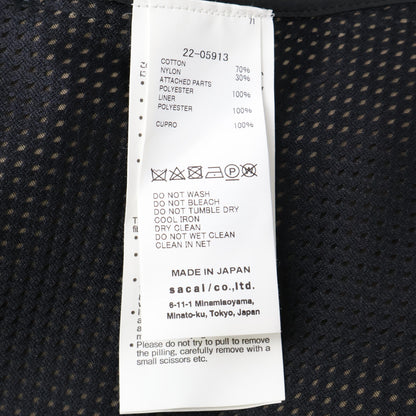 71
22-05913
COTTON 70%
NYLON 30%
ATTACHED PARTS
POLYESTER 100%
LINER
POLYESTER 100%
CUPRO 100%
DO NOT WASH
DO NOT BLEACH
DO NOT TUMBLE DRY
COOL IRON
DRY CLEAN
DO NOT WET CLEAN
CLEAN IN NET
MADE IN JAPAN
sacai/co.,ltd.
6-11-1 Minamiaoyama,
Minato-ku, Tokyo, Japan
• Please do not try to pull to remove
the pilling, carefully remove with a
small scissors etc.